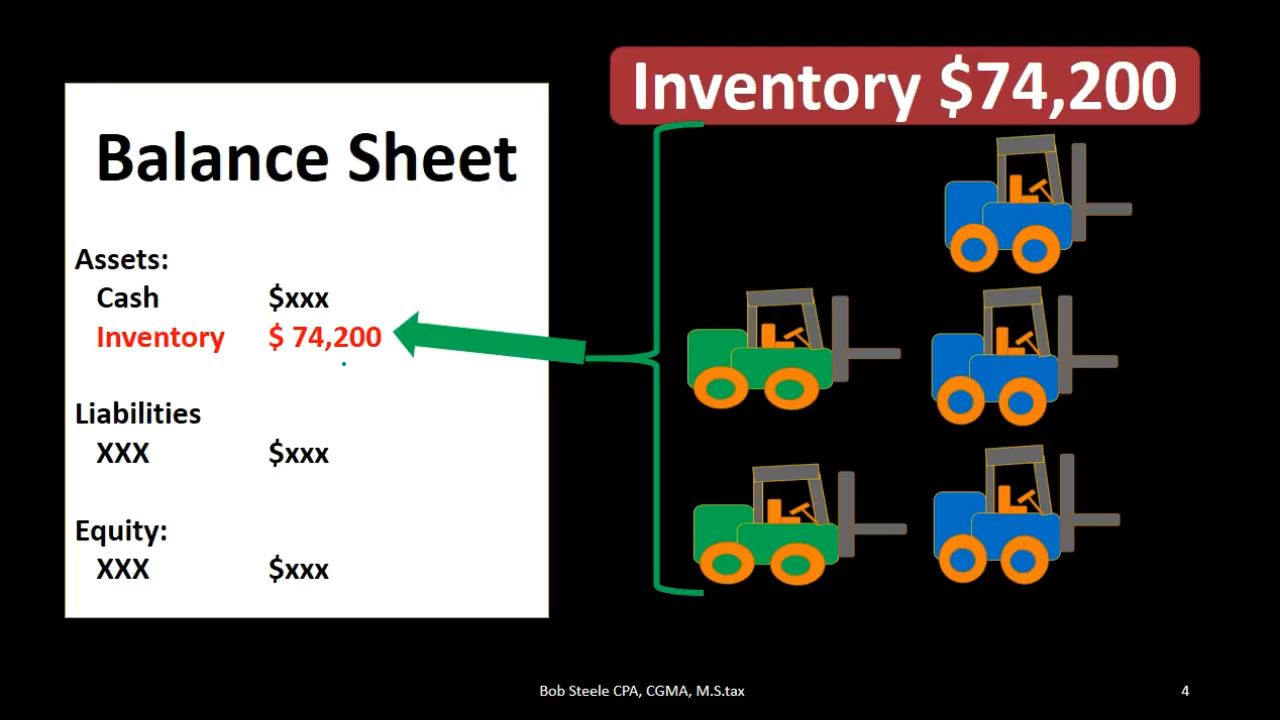 Inventory $74,200
Balance Sheet
Assets:
Cash $xxx
Inventory $ 74,200
Liabilities
XXX $xxx
Equity:
XXX $xxx
Bob Steele CPA, CGMA, M.S.tax
4